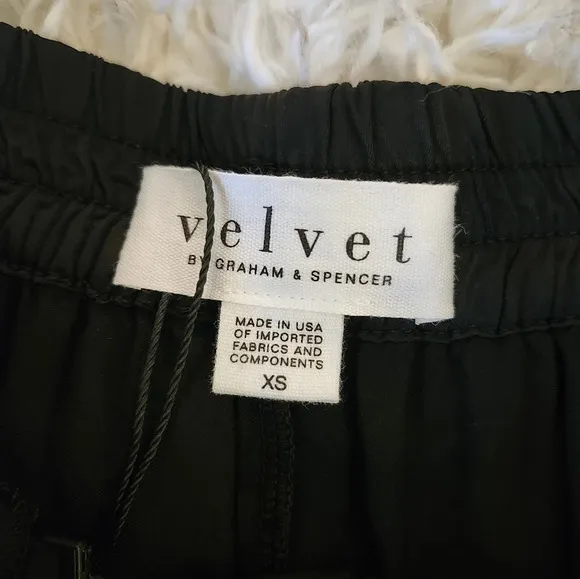 velvet
BY GRAHAM & SPENCER
MADE IN USA
OF IMPORTED
FABRICS AND
COMPONENTS
XS